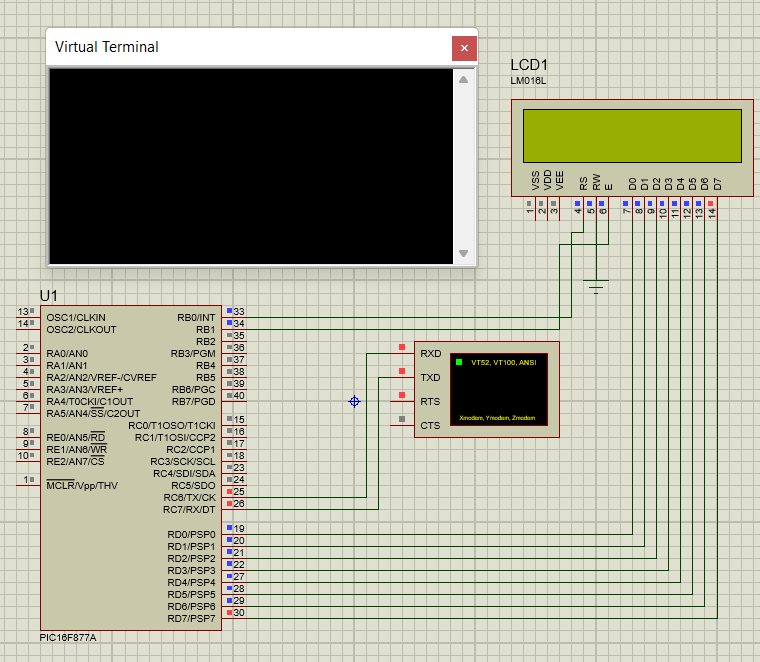 Virtual Terminal
LCD1
LM016L
VSS
VDD
VEE
RS
RW
E
D0
D1
D2
D3
D4
D5
D6
D7
1
2
3
4
5
6
7
8
9
10
11
12
13
14
U1
13 OSC1/CLKIN
14 OSC2/CLKOUT
2 RA0/AN0
3 RA1/AN1
4 RA2/AN2/VREF-/CVREF
5 RA3/AN3/VREF+
6 RA4/T0CKI/C1OUT
7 RA5/AN4/SS/C2OUT
8 RE0/AN5/RD
9 RE1/AN6/WR
10 RE2/AN7/CS
1 MCLR/Vpp/THV
RB0/INT 33
RB1 34
RB2 35
RB3/PGM 36
RB4 37
RB5 38
RB6/PGC 39
RB7/PGD 40
RC0/T1OSO/T1CKI 15
RC1/T1OSI/CCP2 16
RC2/CCP1 17
RC3/SCK/SCL 18
RC4/SDI/SDA 23
RC5/SDO 24
RC6/TX/CK 25
RC7/RX/DT 26
RD0/PSP0 19
RD1/PSP1 20
RD2/PSP2 21
RD3/PSP3 22
RD4/PSP4 27
RD5/PSP5 28
RD6/PSP6 29
RD7/PSP7 30
PIC16F877A
RXD
TXD
RTS
CTS
VT52, VT100, ANSI
Xmodem, Ymodem, Zmodem